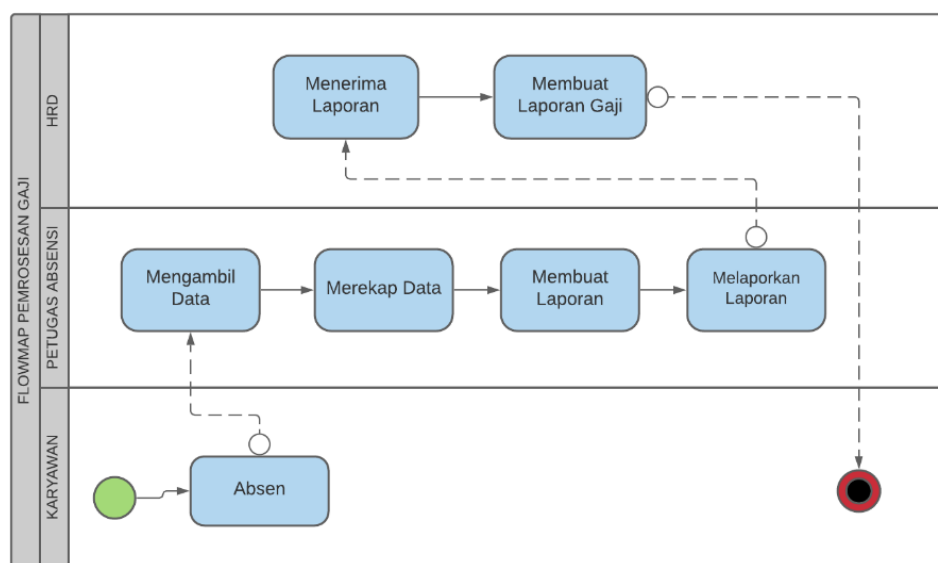 FLOWMAP PEMROSESAN GAJI
HRD
Menerima
Laporan
Membuat
Laporan Gaji
PETUGAS ABSENSI
Mengambil
Data
Merekap Data
Membuat
Laporan
Melaporkan
Laporan
KARYAWAN
Absen